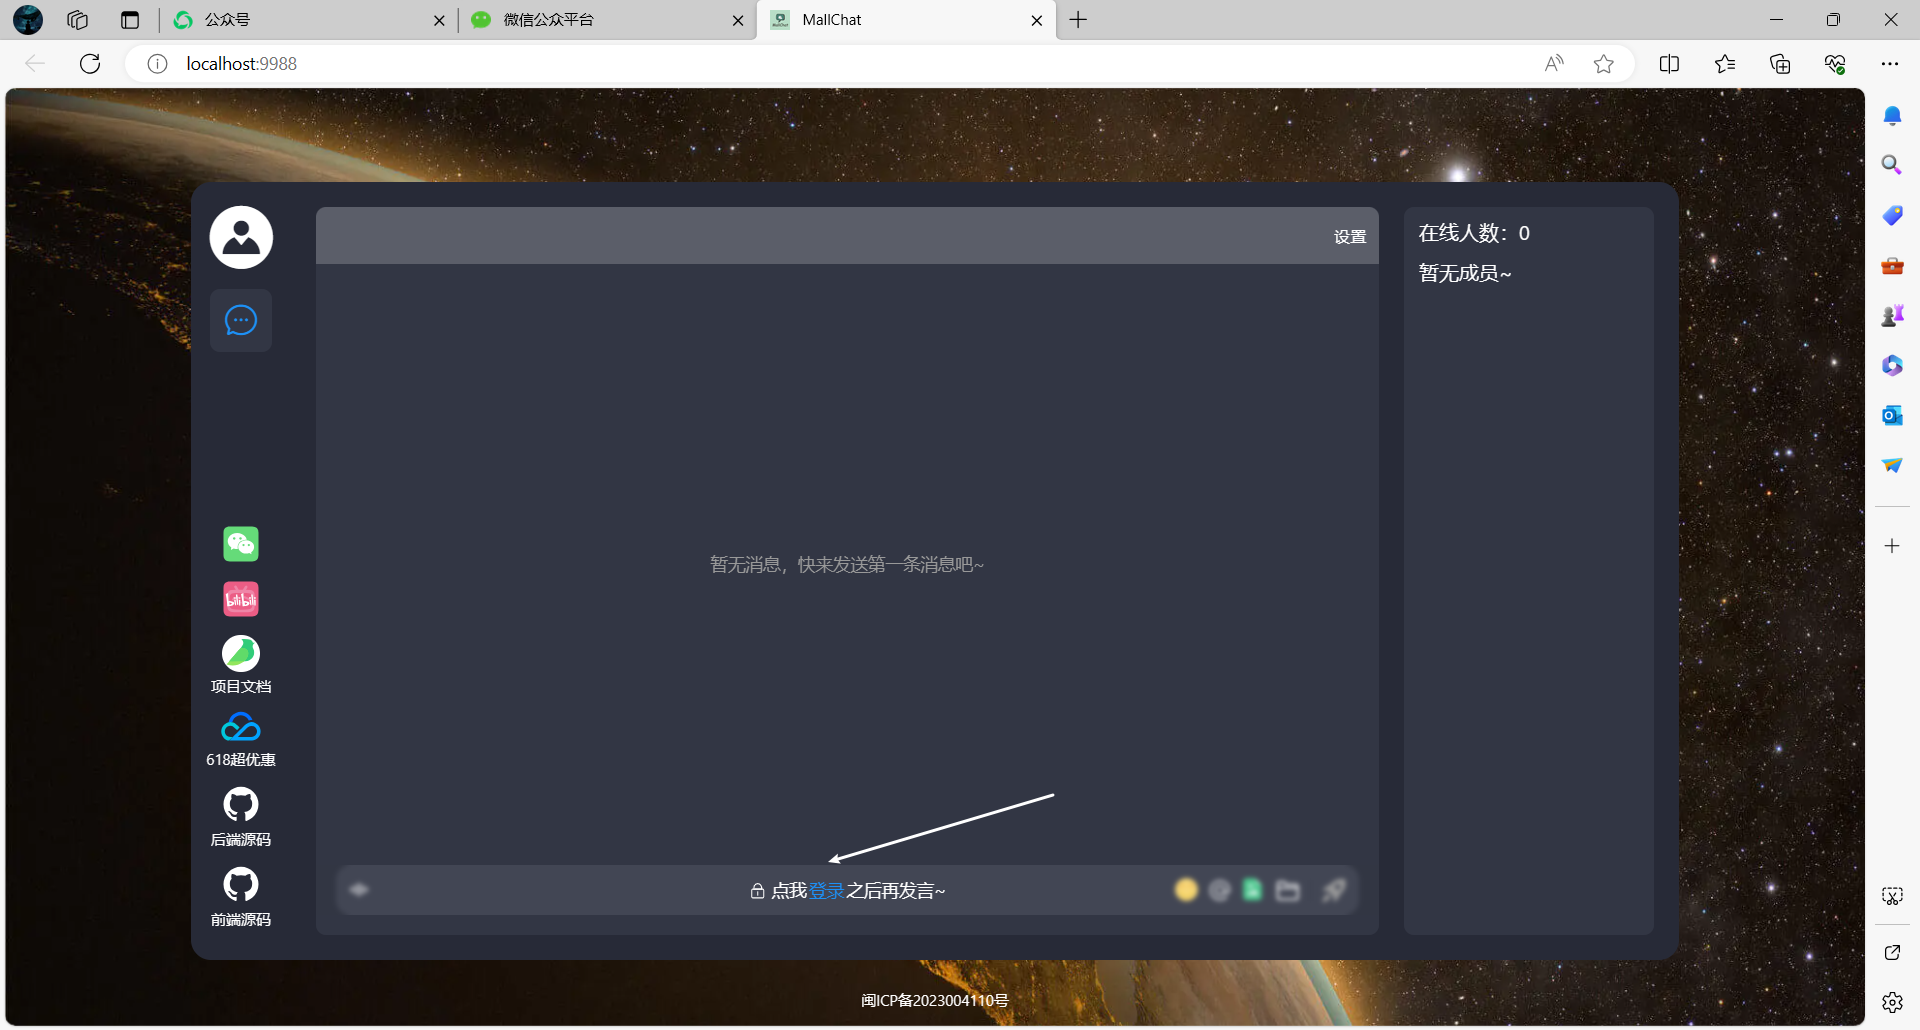 公众号
微信公众平台
MallChat
localhost:9988
设置
在线人数：0
暂无成员~
暂无消息，快来发送第一条消息吧~
bilibili
项目文档
618超优惠
后端源码
前端源码
点我登录之后再发言~
闽ICP备2023004110号